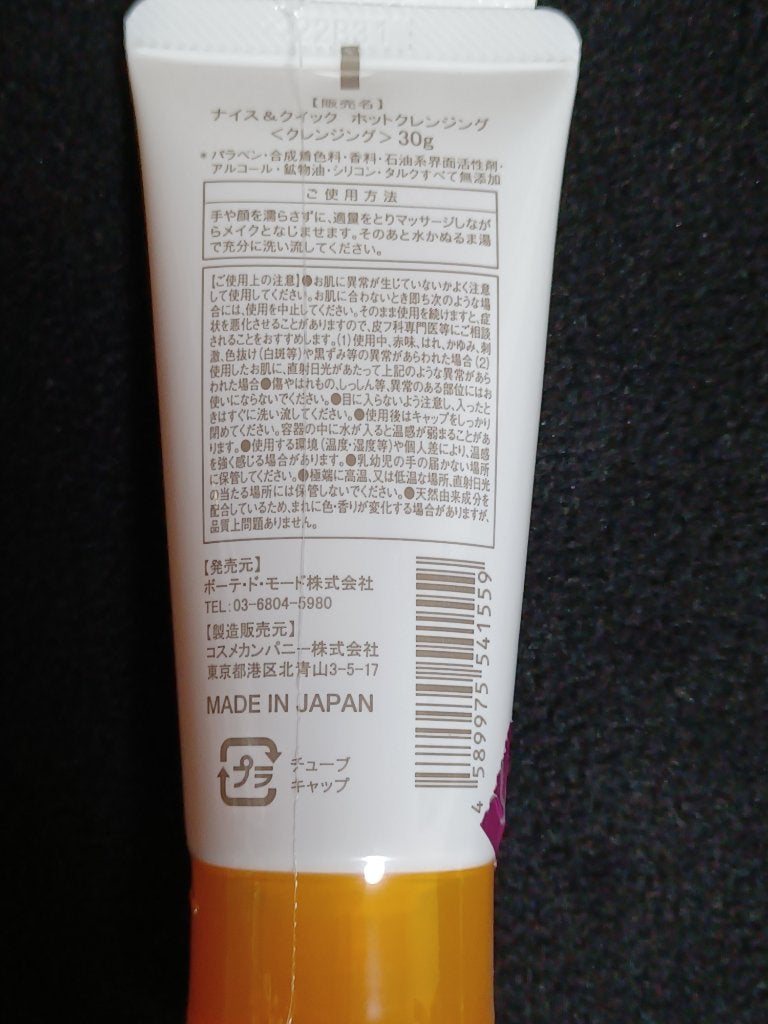 【販売名】
ナイス&クイック ホットクレンジング
<クレンジング> 30g
*パラベン・合成着色料・香料・石油系界面活性剤・
アルコール・鉱物油・シリコン・タルクすべて無添加
ご使用方法
手や顔を濡らさずに、適量をとりマッサージしなが
らメイクとなじませます。そのあと水かぬるま湯
で充分に洗い流してください。
【ご使用上の注意】●お肌に異常が生じていないかよく注意
して使用してください。お肌に合わないとき即ち次のような場
合には、使用を中止してください。そのまま使用を続けますと、症
状を悪化させることがありますので、皮フ科専門医等にご相談
されることをおすすめします。(1)使用中、赤味、はれ、かゆみ、刺
激、色抜け(白斑等)や黒ずみ等の異常があらわれた場合(2)
使用したお肌に、直射日光があたって上記のような異常があら
われた場合●傷やはれもの、しっしん等、異常のある部位にはお
使いにならないでください。●目に入らないよう注意し、入ったと
きはすぐに洗い流してください。●使用後はキャップをしっかり
閉めてください。容器の中に水が入ると温感が弱まることがあ
ります。●使用する環境(温度・湿度等)や個人差により、温感
を強く感じる場合があります。●乳幼児の手の届かない場所
に保管してください。●極端に高温、又は低温な場所、直射日光
の当たる場所には保管しないでください。●天然由来成分を
配合しているため、まれに色・香りが変化する場合がありますが、
品質上問題ありません。
【発売元】
ボーテ・ド・モード株式会社
TEL:03-6804-5980
【製造販売元】
コスメカンパニー株式会社
東京都港区北青山3-5-17
MADE IN JAPAN
プラ
チューブ
キャップ
4589975541559